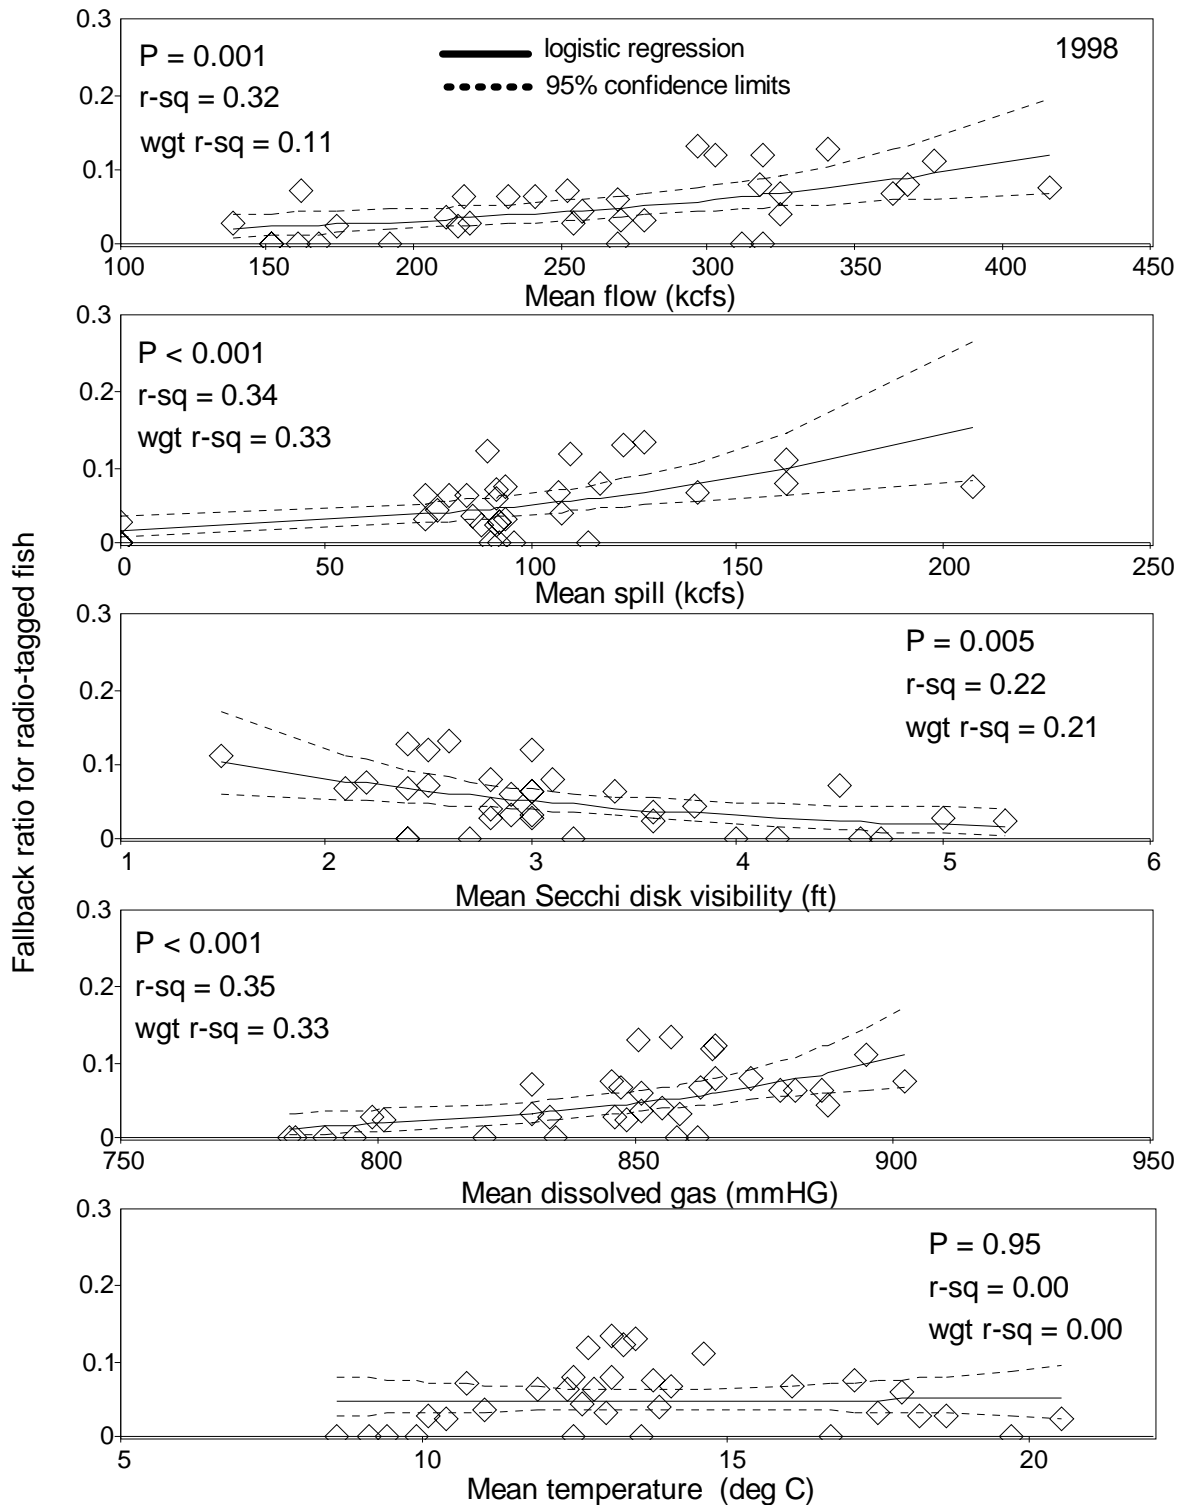 Fallback ratio for radio-tagged fish
0.3
P = 0.001
logistic regression
1998
95% confidence limits
r-sq = 0.32
0.2
wgt r-sq = 0.11
0.1
0
100 150 200 250 300 350 400 450
Mean flow (kcfs)
0.3
P < 0.001
0.2
r-sq = 0.34
wgt r-sq = 0.33
0.1
0
0 50 100 150 200 250
Mean spill (kcfs)
0.3
P = 0.005
r-sq = 0.22
0.2
wgt r-sq = 0.21
0.1
0
1 2 3 4 5 6
Mean Secchi disk visibility (ft)
0.3
P < 0.001
r-sq = 0.35
0.2
wgt r-sq = 0.33
0.1
0
750 800 850 900 950
Mean dissolved gas (mmHG)
0.3
P = 0.95
r-sq = 0.00
0.2
wgt r-sq = 0.00
0.1
0
5 10 15 20
Mean temperature (deg C)